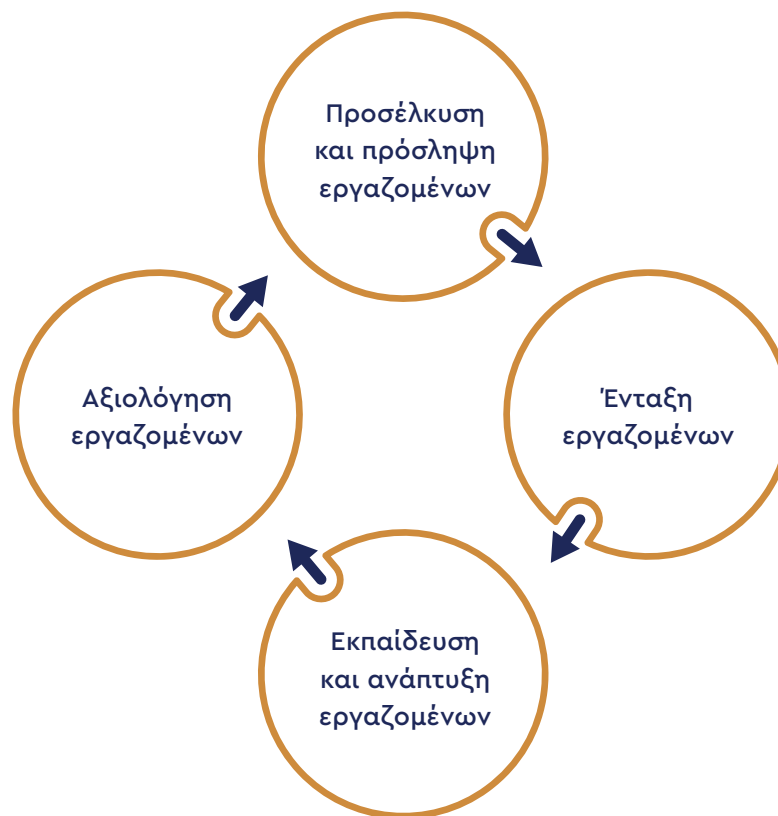 Προσέλκυση
και πρόσληψη
εργαζομένων
Αξιολόγηση
εργαζομένων
Ένταξη
εργαζομένων
Εκπαίδευση
και ανάπτυξη
εργαζομένων